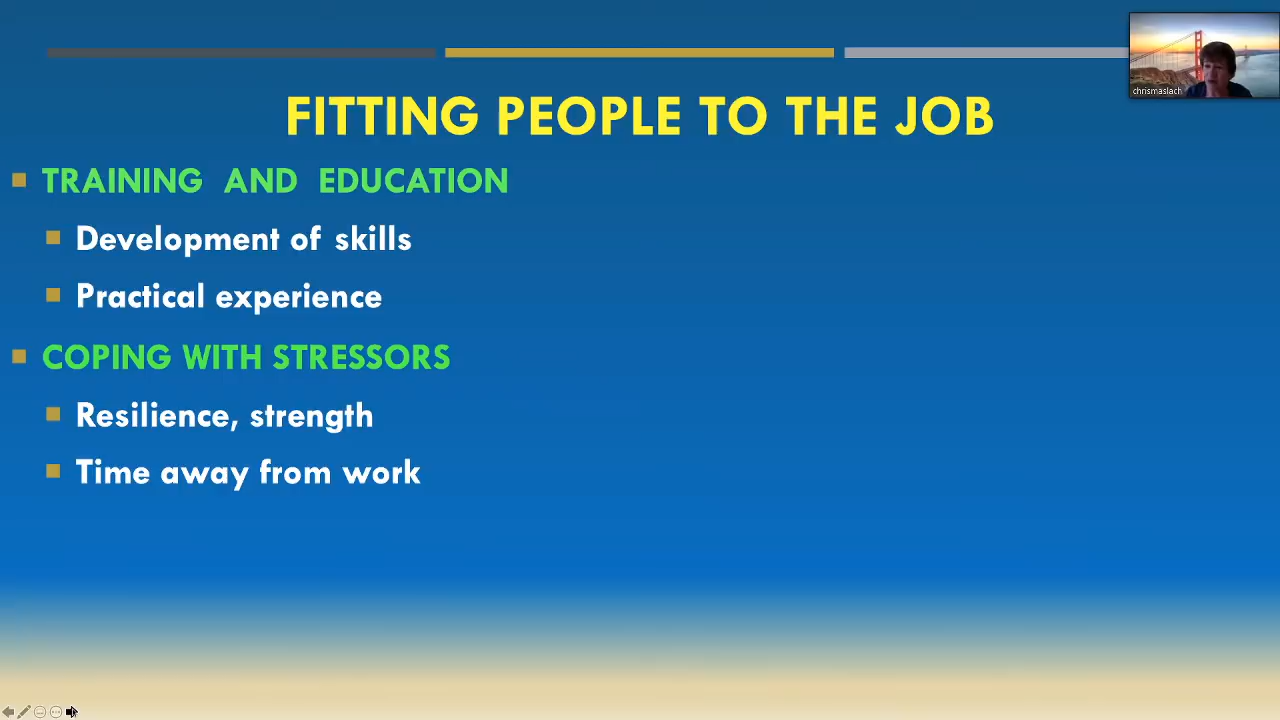 chrismaslach
FITTING PEOPLE TO THE JOB
TRAINING AND EDUCATION
Development of skills
Practical experience
COPING WITH STRESSORS
Resilience, strength
Time away from work